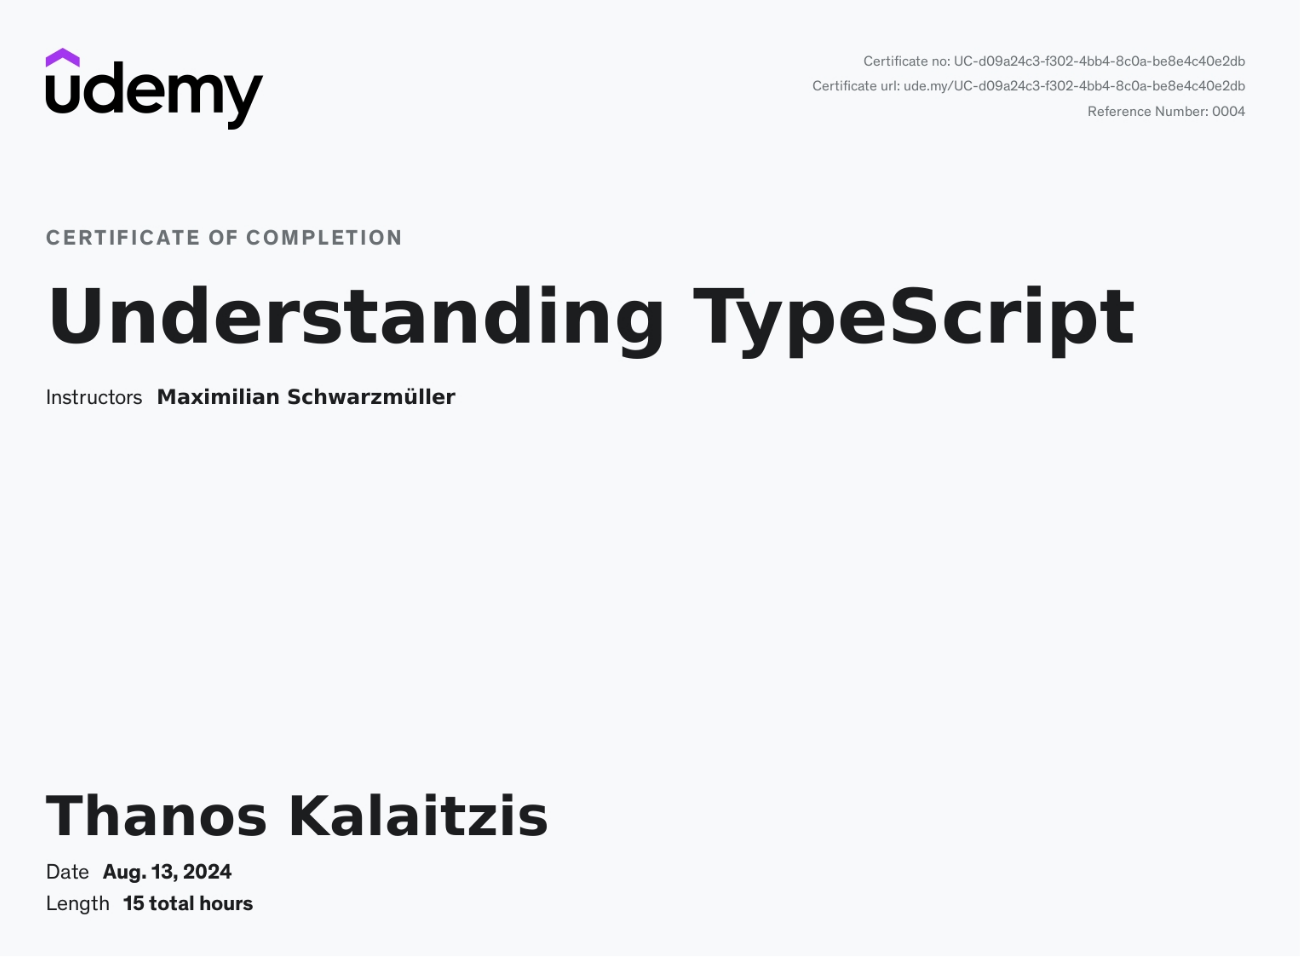 udemy
Certificate no: UC-d09a24c3-f302-4bb4-8c0a-be8e4c40e2db
Certificate url: ude.my/UC-d09a24c3-f302-4bb4-8c0a-be8e4c40e2db
Reference Number: 0004
CERTIFICATE OF COMPLETION
Understanding TypeScript
Instructors Maximilian Schwarzmüller
Thanos Kalaitzis
Date Aug. 13, 2024
Length 15 total hours